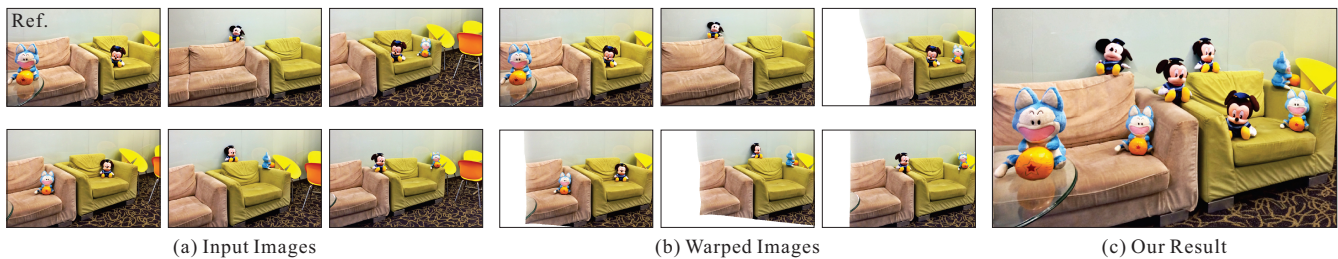 Ref.
(a) Input Images
(b) Warped Images
(c) Our Result